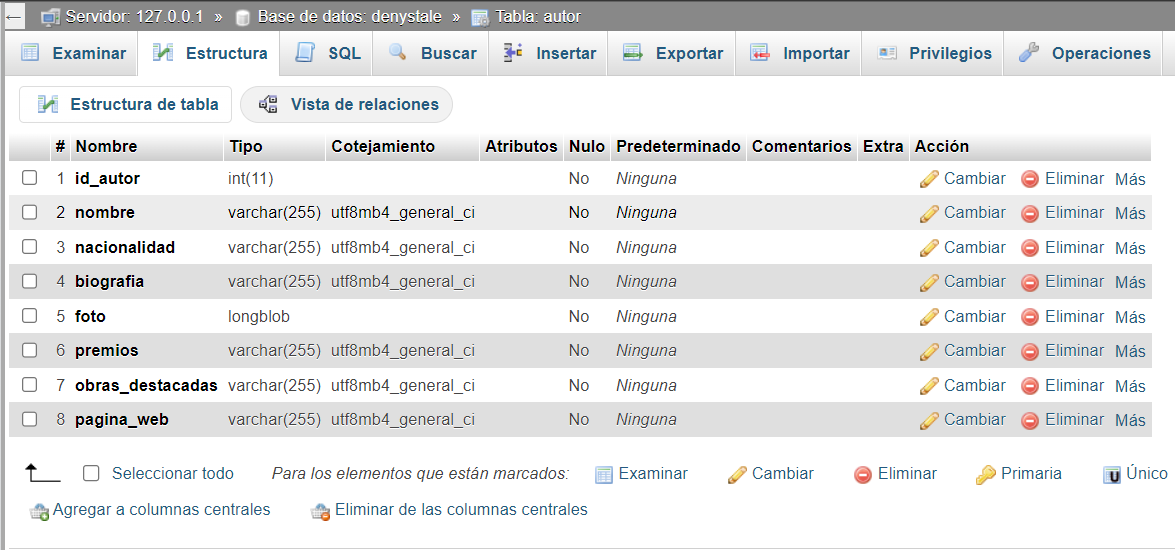 ← Servidor: 127.0.0.1 » Base de datos: denystale » Tabla: autor
Examinar Estructura SQL Buscar Insertar Exportar Importar Privilegios Operaciones
Estructura de tabla Vista de relaciones
# Nombre Tipo Cotejamiento Atributos Nulo Predeterminado Comentarios Extra Acción
1 id_autor int(11) No Ninguna Cambiar Eliminar Más
2 nombre varchar(255) utf8mb4_general_ci No Ninguna Cambiar Eliminar Más
3 nacionalidad varchar(255) utf8mb4_general_ci No Ninguna Cambiar Eliminar Más
4 biografia varchar(255) utf8mb4_general_ci No Ninguna Cambiar Eliminar Más
5 foto longblob No Ninguna Cambiar Eliminar Más
6 premios varchar(255) utf8mb4_general_ci No Ninguna Cambiar Eliminar Más
7 obras_destacadas varchar(255) utf8mb4_general_ci No Ninguna Cambiar Eliminar Más
8 pagina_web varchar(255) utf8mb4_general_ci No Ninguna Cambiar Eliminar Más
Seleccionar todo Para los elementos que están marcados: Examinar Cambiar Eliminar Primaria U Único
Agregar a columnas centrales Eliminar de las columnas centrales